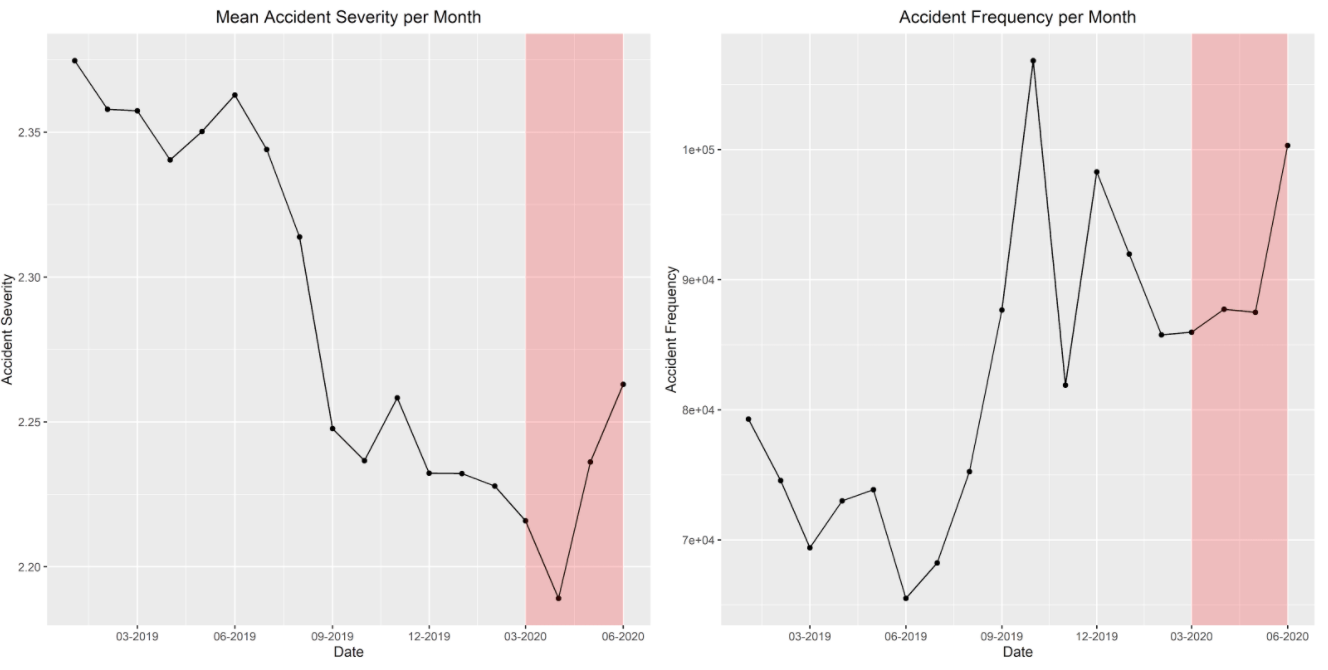 Mean Accident Severity per Month
Accident Severity
2.35
2.30
2.25
2.20
03-2019
06-2019
09-2019
12-2019
03-2020
06-2020
Date
Accident Frequency per Month
Accident Frequency
1e+05
9e+04
8e+04
7e+04
03-2019
06-2019
09-2019
12-2019
03-2020
06-2020
Date